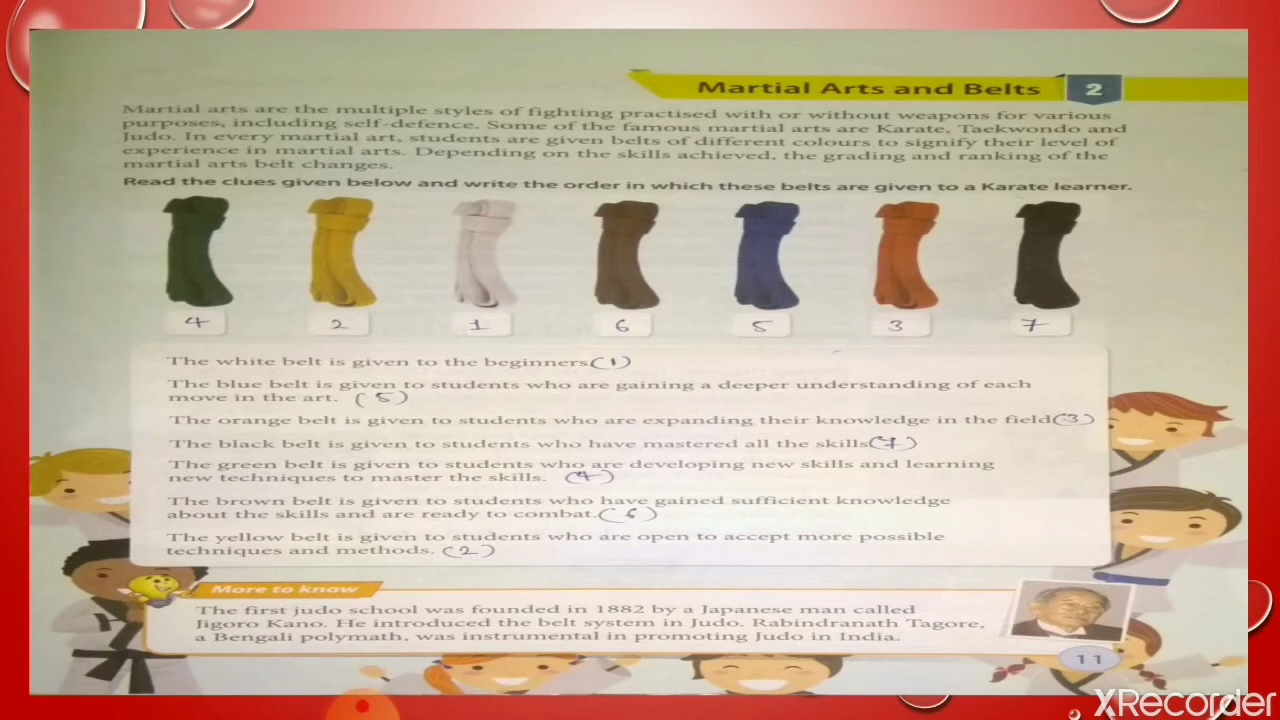 Martial Arts and Belts 2
Martial arts are the multiple styles of fighting practised with or without weapons for various
purposes, including self-defence. Some of the famous martial arts are Karate, Taekwondo and
Judo. In every martial art, students are given belts of different colours to signify their level of
experience in martial arts. Depending on the skills achieved, the grading and ranking of the
martial arts belt changes.
Read the clues given below and write the order in which these belts are given to a Karate learner.
4 2 1 6 5 3 7
The white belt is given to the beginners. (1)
The blue belt is given to students who are gaining a deeper understanding of each
move in the art. (5)
The orange belt is given to students who are expanding their knowledge in the field (3)
The black belt is given to students who have mastered all the skills (7)
The green belt is given to students who are developing new skills and learning
new techniques to master the skills. (4)
The brown belt is given to students who have gained sufficient knowledge
about the skills and are ready to combat. (6)
The yellow belt is given to students who are open to accept more possible
techniques and methods. (2)
More to know
The first judo school was founded in 1882 by a Japanese man called
Jigoro Kano. He introduced the belt system in Judo. Rabindranath Tagore,
a Bengali polymath, was instrumental in promoting Judo in India.
11
XRecorder